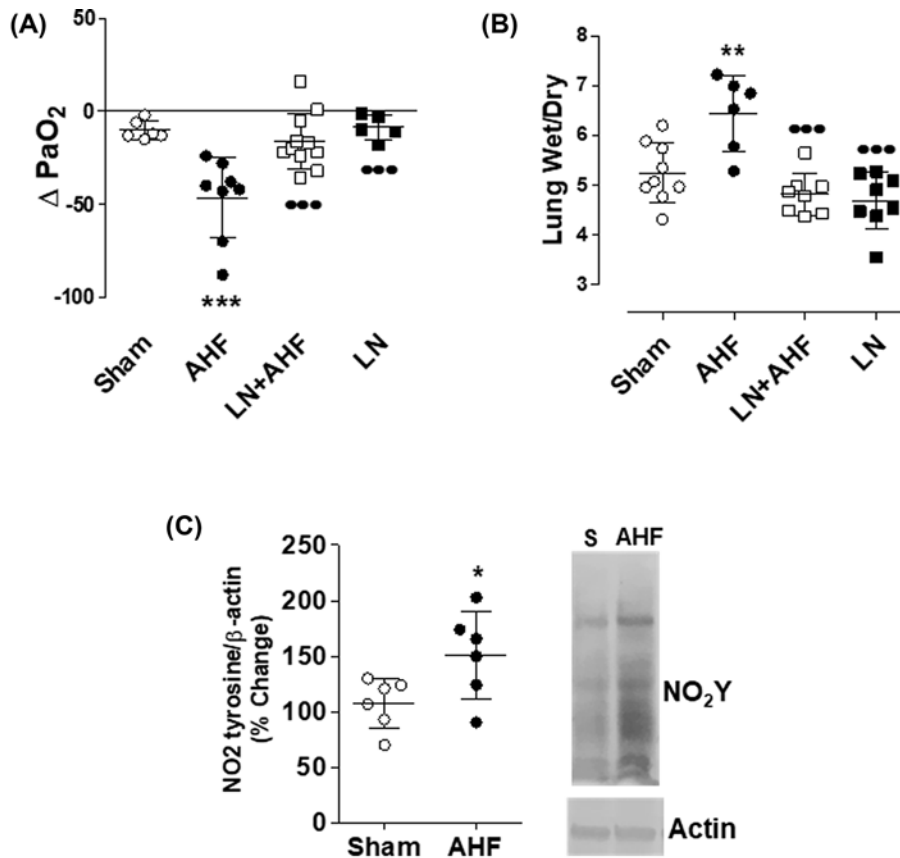 (A)
50
0
-50
-100
Δ PaO2
***
Sham
AHF
LN+AHF
LN
(B)
8
7
6
5
4
3
Lung Wet/Dry
**
•••
•••
Sham
AHF
LN+AHF
LN
(C)
250
200
150
100
50
0
NO2 tyrosine/β-actin
(% Change)
*
Sham
AHF
S AHF
NO2Y
Actin